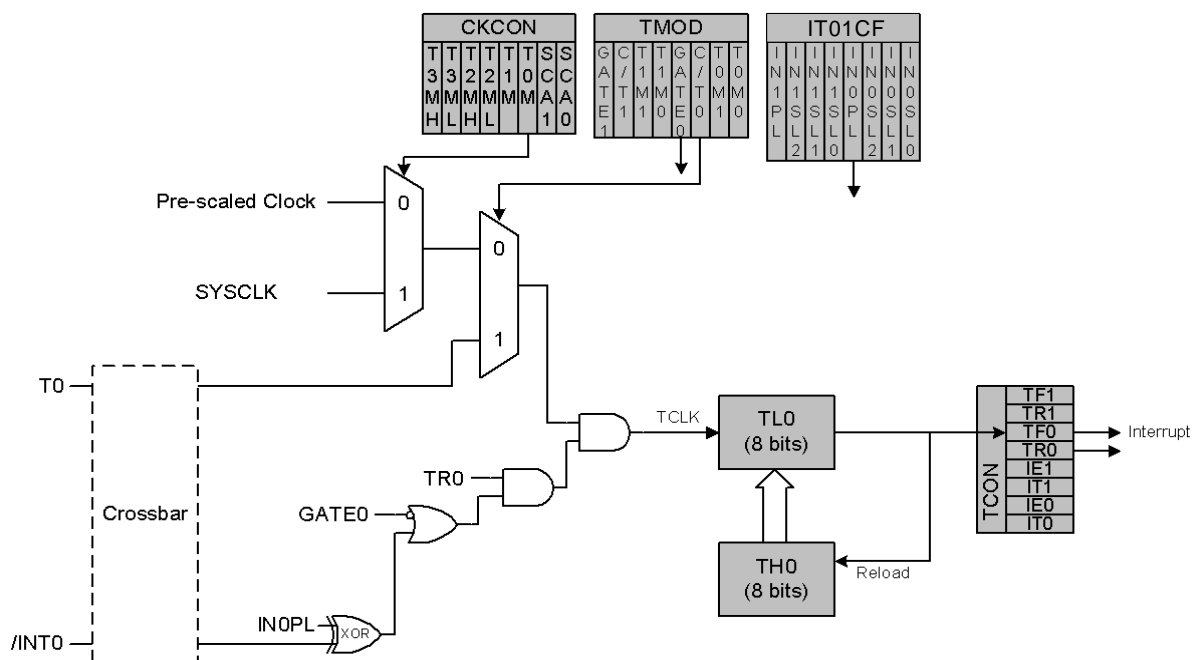 CKCON
T3MH T3ML T2MH T2ML T1M T0M SCA1 SCA0
TMOD
GATE1 C/T1 T1M1 T1M0 GATE0 C/T0 T0M1 T0M0
IT01CF
IN1PL IN1SL2 IN1SL1 IN1SL0 IN0PL IN0SL2 IN0SL1 IN0SL0
Pre-scaled Clock
0
0
SYSCLK
1
1
T0
TF1
TR1
TF0
TR0
IE1
IT1
IE0
IT0
TCON
Interrupt
TCLK
TL0
(8 bits)
TR0
GATE0
Crossbar
TH0
(8 bits)
Reload
IN0PL
XOR
/INT0